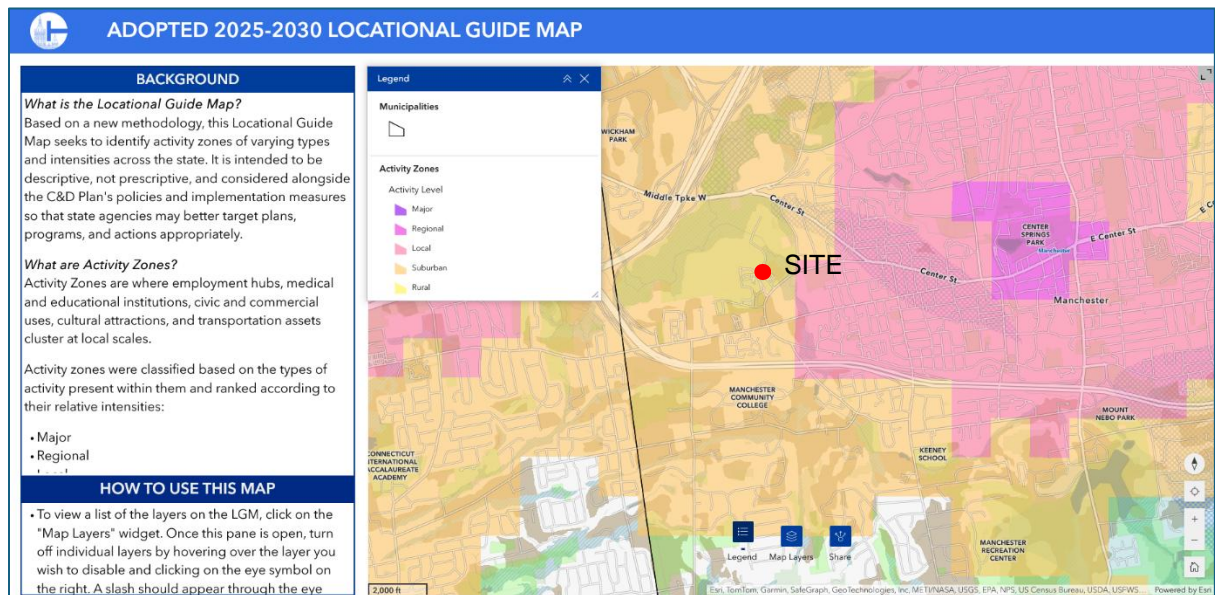 ADOPTED 2025-2030 LOCATIONAL GUIDE MAP
BACKGROUND
What is the Locational Guide Map?
Based on a new methodology, this Locational Guide
Map seeks to identify activity zones of varying types
and intensities across the state. It is intended to be
descriptive, not prescriptive, and considered alongside
the C&D Plan's policies and implementation measures
so that state agencies may better target plans,
programs, and actions appropriately.
What are Activity Zones?
Activity Zones are where employment hubs, medical
and educational institutions, civic and commercial
uses, cultural attractions, and transportation assets
cluster at local scales.
Activity zones were classified based on the types of
activity present within them and ranked according to
their relative intensities:
• Major
• Regional
HOW TO USE THIS MAP
• To view a list of the layers on the LGM, click on the
"Map Layers" widget. Once this pane is open, turn
off individual layers by hovering over the layer you
wish to disable and clicking on the eye symbol on
the right. A slash should appear through the eye
Legend
Municipalities
Activity Zones
Activity Level
Major
Regional
Local
Suburban
Rural
WICKHAM
PARK
Middle Tpke W
Center St
CENTER
SPRINGS
PARK
Manchester
E Center St
E C
SITE
Center St
Manchester
MANCHESTER
COMMUNITY
COLLEGE
MOUNT
NEBO PARK
CONNECTICUT
INTERNATIONAL
BACCALAUREATE
ACADEMY
KEENEY
SCHOOL
MANCHESTER
RECREATION
CENTER
Legend
Map Layers
Share
+
−
2,000 ft
Esri, TomTom, Garmin, SafeGraph, GeoTechnologies, Inc, METI/NASA, USGS, EPA, NPS, US Census Bureau, USDA, USFWS...
Powered by Esri